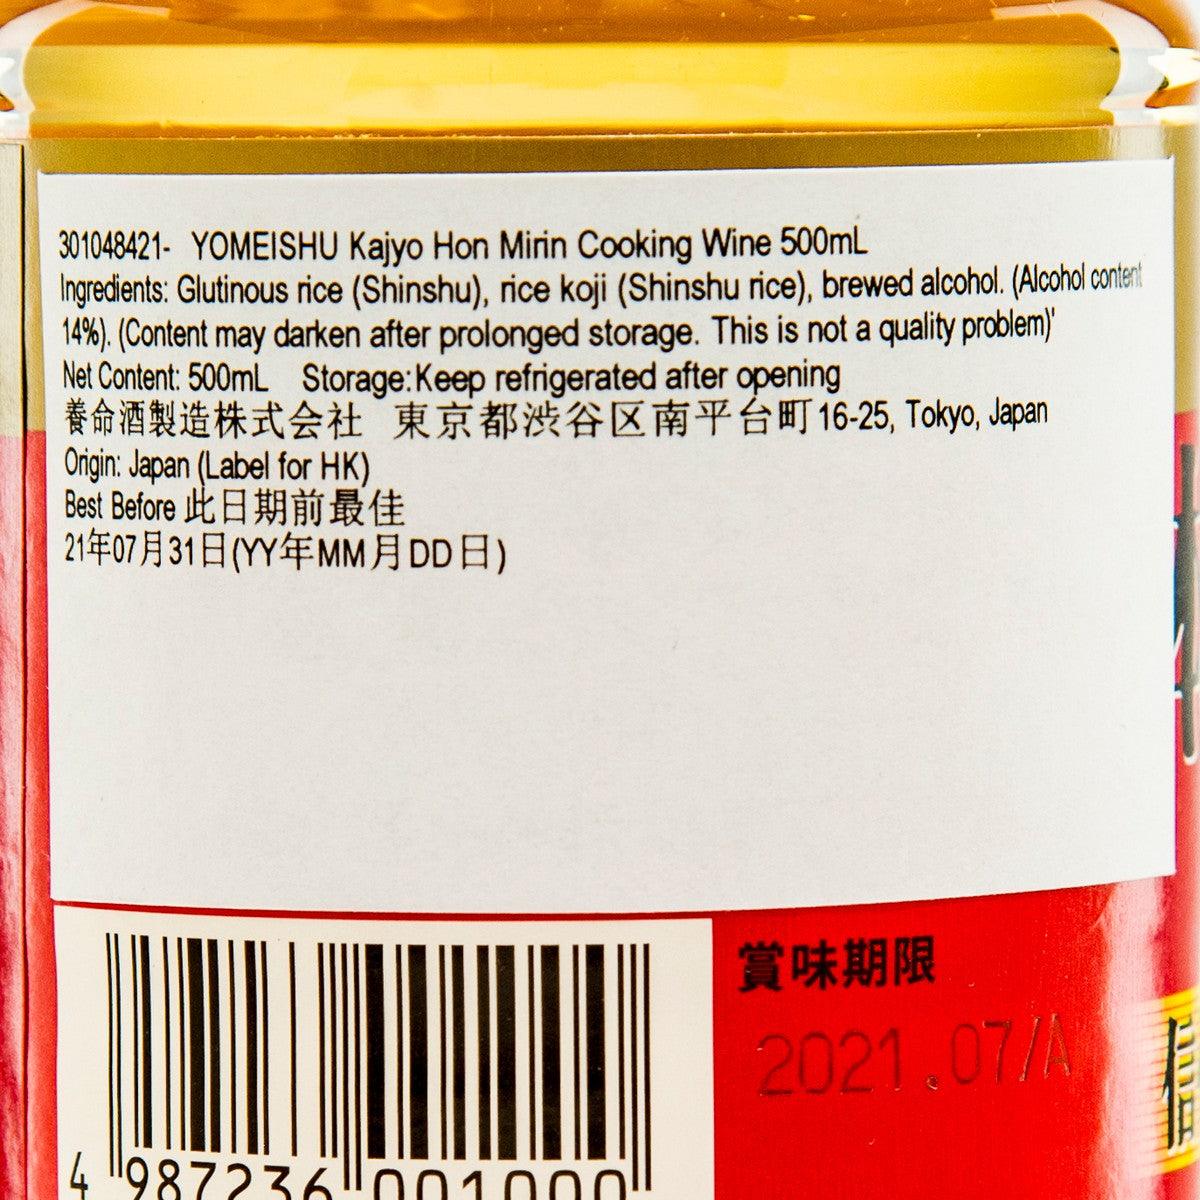 301048421- YOMEISHU Kajyo Hon Mirin Cooking Wine 500mL
Ingredients: Glutinous rice (Shinshu), rice koji (Shinshu rice), brewed alcohol. (Alcohol content
14%). (Content may darken after prolonged storage. This is not a quality problem)'
Net Content: 500mL Storage:Keep refrigerated after opening
養命酒製造株式会社 東京都渋谷区南平台町16-25, Tokyo, Japan
Origin: Japan (Label for HK)
Best Before 此日期前最佳
21年07月31日(YY年MM月DD日)
賞味期限
2021.07/A
信
4 987236 001000